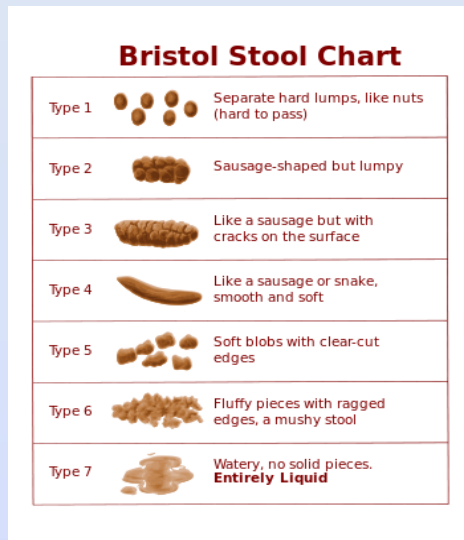 Bristol Stool Chart
Type 1
Separate hard lumps, like nuts
(hard to pass)
Type 2
Sausage-shaped but lumpy
Type 3
Like a sausage but with
cracks on the surface
Type 4
Like a sausage or snake,
smooth and soft
Type 5
Soft blobs with clear-cut
edges
Type 6
Fluffy pieces with ragged
edges, a mushy stool
Type 7
Watery, no solid pieces.
Entirely Liquid